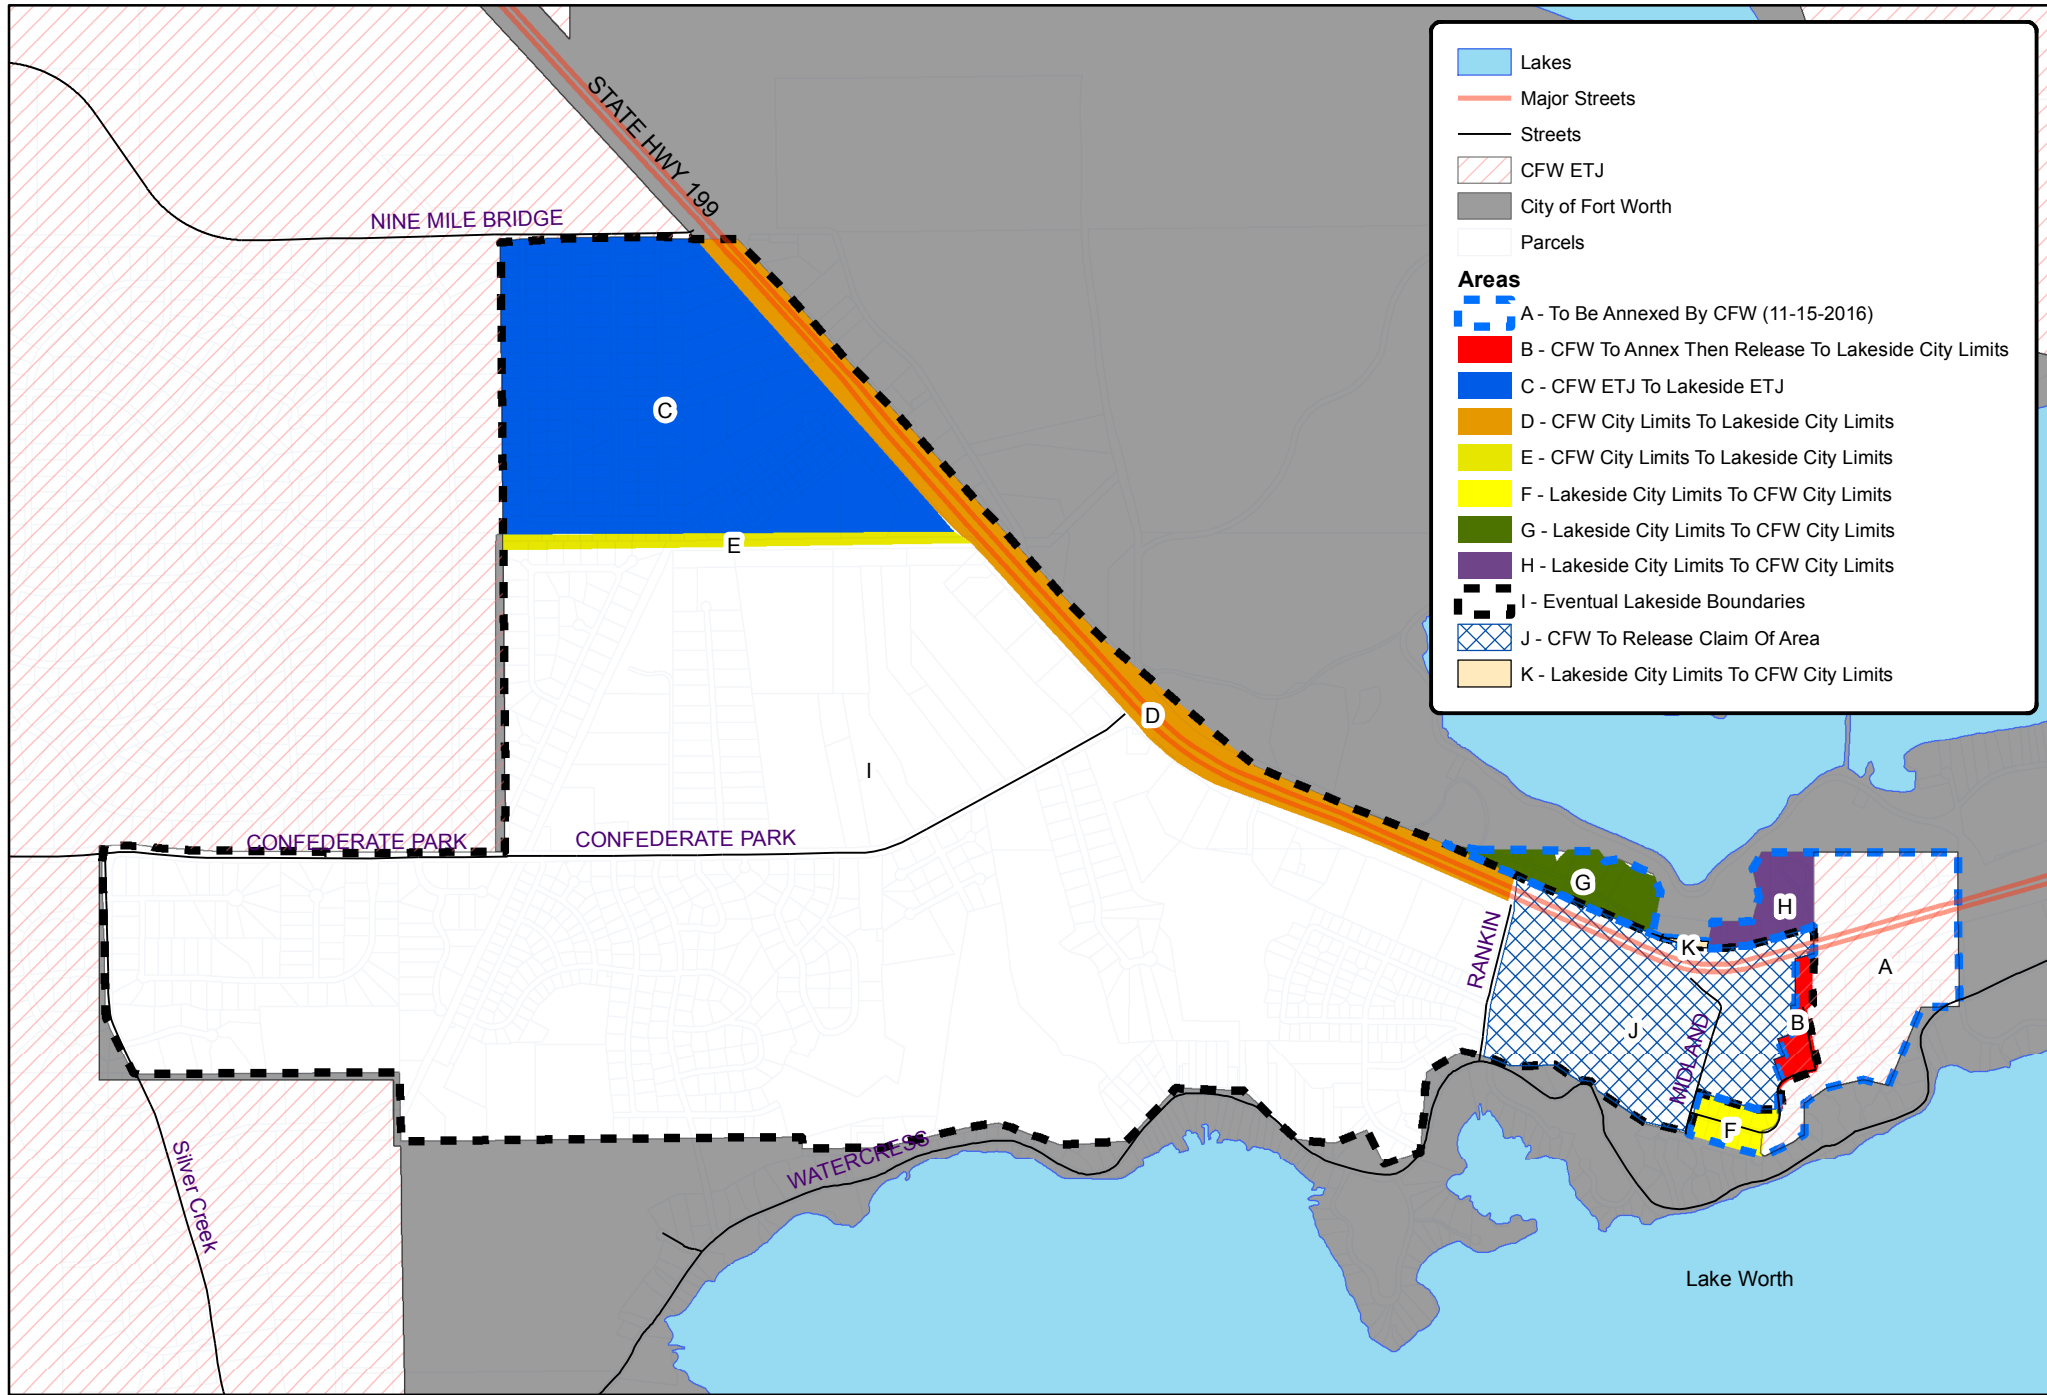 Lakes
Major Streets
Streets
CFW ETJ
City of Fort Worth
Parcels
Areas
A - To Be Annexed By CFW (11-15-2016)
B - CFW To Annex Then Release To Lakeside City Limits
C - CFW ETJ To Lakeside ETJ
D - CFW City Limits To Lakeside City Limits
E - CFW City Limits To Lakeside City Limits
F - Lakeside City Limits To CFW City Limits
G - Lakeside City Limits To CFW City Limits
H - Lakeside City Limits To CFW City Limits
I - Eventual Lakeside Boundaries
J - CFW To Release Claim Of Area
K - Lakeside City Limits To CFW City Limits
STATE HWY 199
NINE MILE BRIDGE
C
E
D
I
CONFEDERATE PARK
CONFEDERATE PARK
G
H
K
RANKIN
A
B
J
MIDLAND
F
WATERCRESS
Silver Creek
Lake Worth